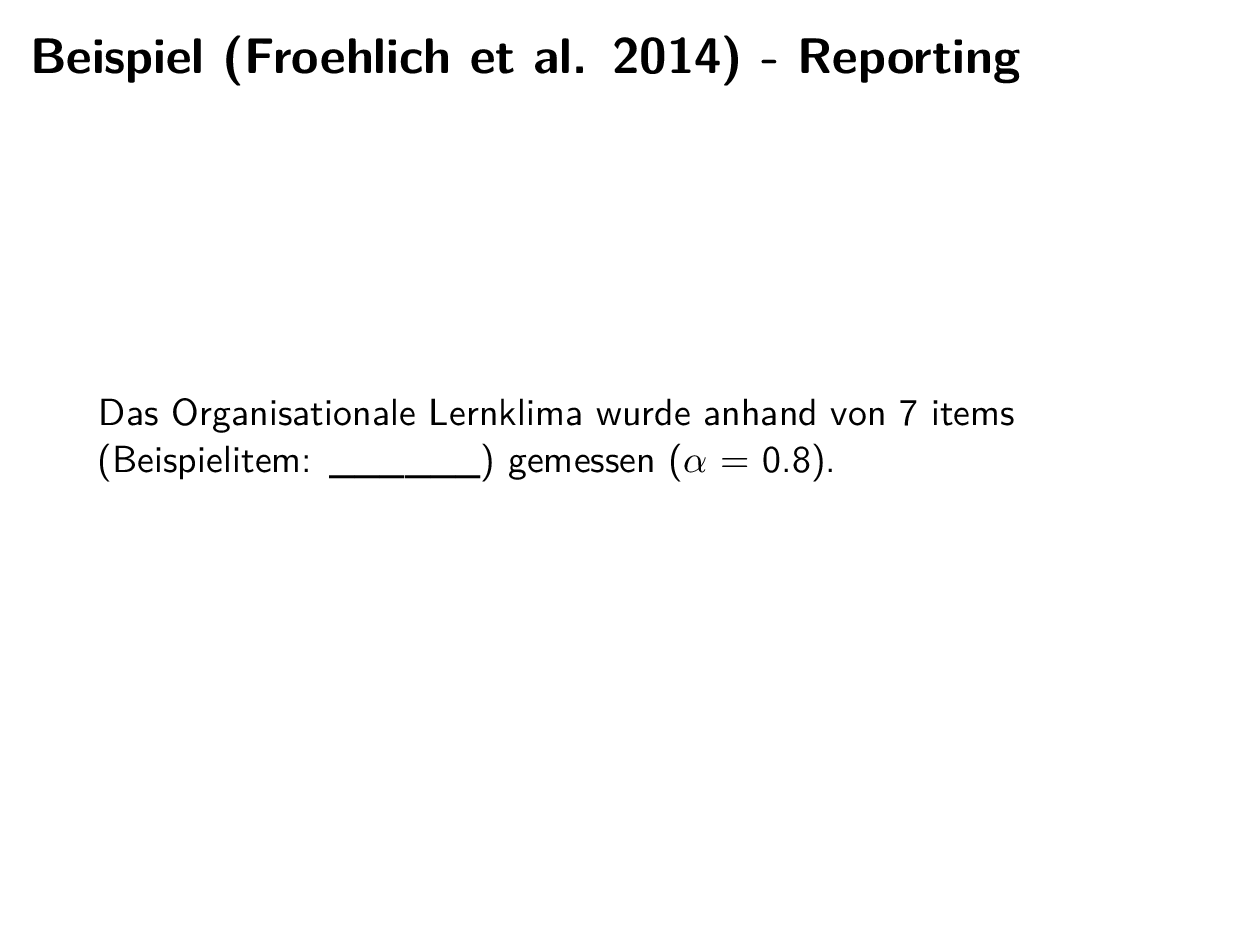 Beispiel (Froehlich et al. 2014) - Reporting
Das Organisationale Lernklima wurde anhand von 7 items
(Beispielitem: ________) gemessen (α = 0.8).